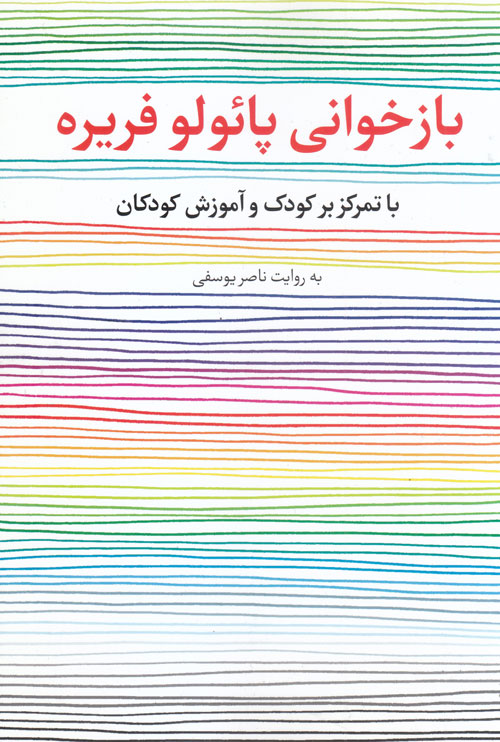 بازخوانی پائولو فریره
با تمرکز بر کودک و آموزش کودکان
به روایت ناصر یوسفی